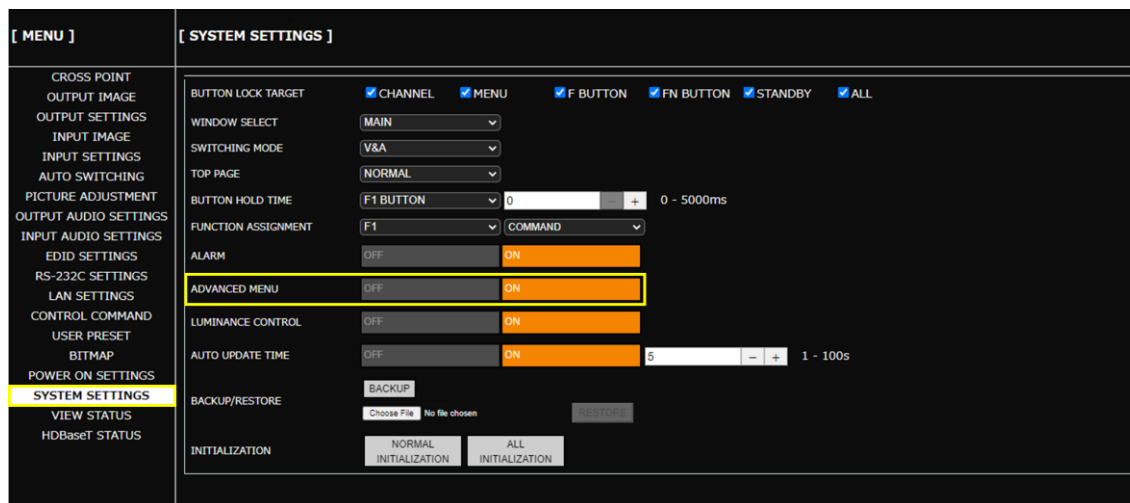 [ MENU ]
[ SYSTEM SETTINGS ]
CROSS POINT
OUTPUT IMAGE
OUTPUT SETTINGS
INPUT IMAGE
INPUT SETTINGS
AUTO SWITCHING
PICTURE ADJUSTMENT
OUTPUT AUDIO SETTINGS
INPUT AUDIO SETTINGS
EDID SETTINGS
RS-232C SETTINGS
LAN SETTINGS
CONTROL COMMAND
USER PRESET
BITMAP
POWER ON SETTINGS
SYSTEM SETTINGS
VIEW STATUS
HDBaseT STATUS
BUTTON LOCK TARGET CHANNEL MENU F BUTTON FN BUTTON STANDBY ALL
WINDOW SELECT MAIN
SWITCHING MODE V&A
TOP PAGE NORMAL
BUTTON HOLD TIME F1 BUTTON 0 - + 0 - 5000ms
FUNCTION ASSIGNMENT F1 COMMAND
ALARM OFF ON
ADVANCED MENU OFF ON
LUMINANCE CONTROL OFF ON
AUTO UPDATE TIME OFF ON 5 - + 1 - 100s
BACKUP/RESTORE BACKUP
Choose File No file chosen RESTORE
INITIALIZATION NORMAL INITIALIZATION ALL INITIALIZATION